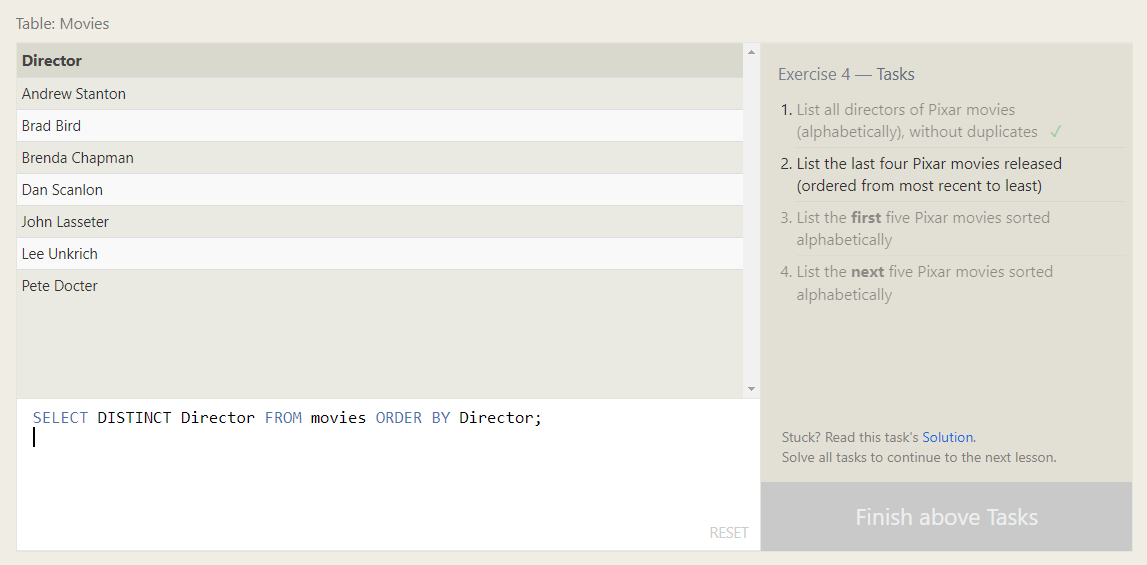 Table: Movies
Director
Andrew Stanton
Brad Bird
Brenda Chapman
Dan Scanlon
John Lasseter
Lee Unkrich
Pete Docter
SELECT DISTINCT Director FROM movies ORDER BY Director;
RESET
Exercise 4 — Tasks
1. List all directors of Pixar movies
(alphabetically), without duplicates ✓
2. List the last four Pixar movies released
(ordered from most recent to least)
3. List the first five Pixar movies sorted
alphabetically
4. List the next five Pixar movies sorted
alphabetically
Stuck? Read this task's Solution.
Solve all tasks to continue to the next lesson.
Finish above Tasks